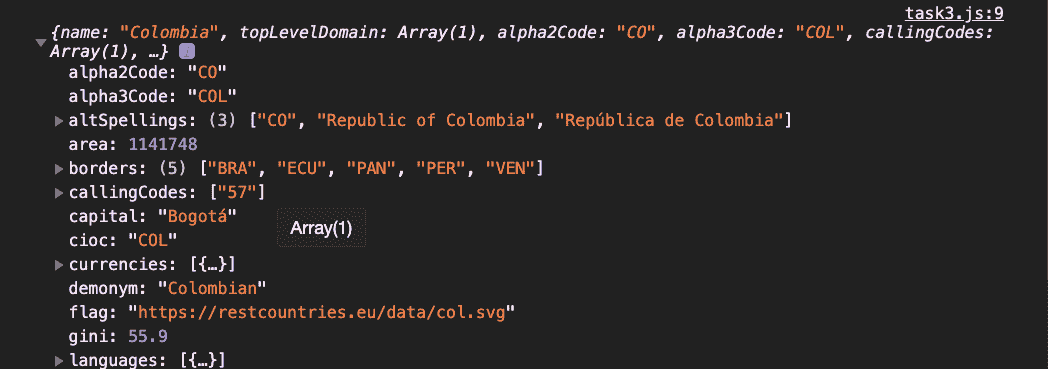 task3.js:9
▼ {name: "Colombia", topLevelDomain: Array(1), alpha2Code: "CO", alpha3Code: "COL", callingCodes:
Array(1), …} i
alpha2Code: "CO"
alpha3Code: "COL"
▶ altSpellings: (3) ["CO", "Republic of Colombia", "República de Colombia"]
area: 1141748
▶ borders: (5) ["BRA", "ECU", "PAN", "PER", "VEN"]
▶ callingCodes: ["57"]
capital: "Bogotá"
Array(1)
cioc: "COL"
▶ currencies: [{…}]
demonym: "Colombian"
flag: "https://restcountries.eu/data/col.svg"
gini: 55.9
▶ languages: [{…}]